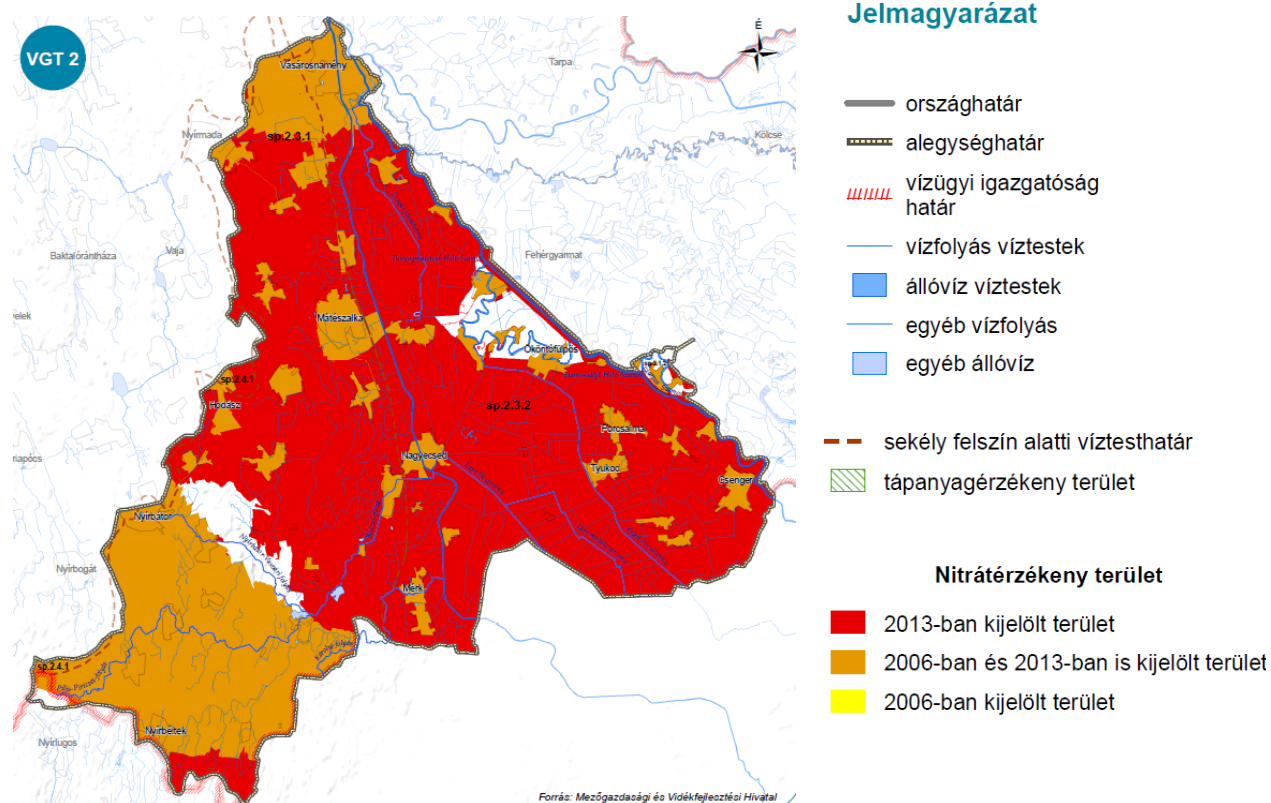 VGT 2
É
Vásárosnamény
Tarpa
Nyírmada
sp.2.3.1
Kölcse
Baktalórántháza
Vaja
Fehérgyarmat
elek
Mátészalka
Ököritófülpös
sp.2.4.1
Hodász
sp.2.3.2
Porcsalma
riapócs
Nagyecsed
Tyukod
Csenger
Nyírbátor
Nyírbogát
Mérk
sp.2.4.1
Nyírbéltek
Nyírlugos
Forrás: Mezőgazdasági és Vidékfejlesztési Hivatal
Jelmagyarázat
országhatár
alegységhatár
vízügyi igazgatóság
határ
vízfolyás víztestek
állóvíz víztestek
egyéb vízfolyás
egyéb állóvíz
sekély felszín alatti víztesthatár
tápanyagérzékeny terület
Nitrátérzékeny terület
2013-ban kijelölt terület
2006-ban és 2013-ban is kijelölt terület
2006-ban kijelölt terület